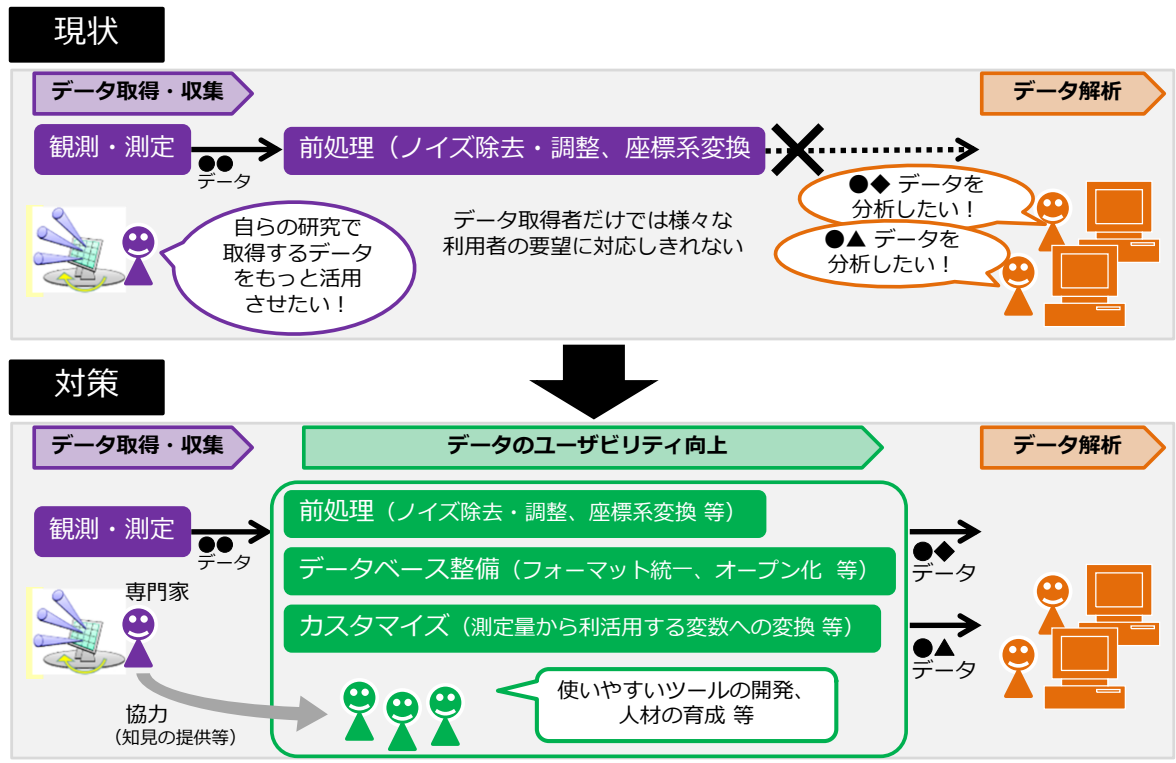 現状
データ取得・収集
データ解析
観測・測定
●●
データ
前処理（ノイズ除去・調整、座標系変換
自らの研究で
取得するデータ
をもっと活用
させたい！
データ取得者だけでは様々な
利用者の要望に対応しきれない
●◆ データを
分析したい！
●▲ データを
分析したい！
対策
データ取得・収集
データのユーザビリティ向上
データ解析
観測・測定
●●
データ
前処理（ノイズ除去・調整、座標系変換 等）
データベース整備（フォーマット統一、オープン化 等）
カスタマイズ（測定量から利活用する変数への変換 等）
●◆
データ
●▲
データ
専門家
協力
（知見の提供等）
使いやすいツールの開発、
人材の育成 等